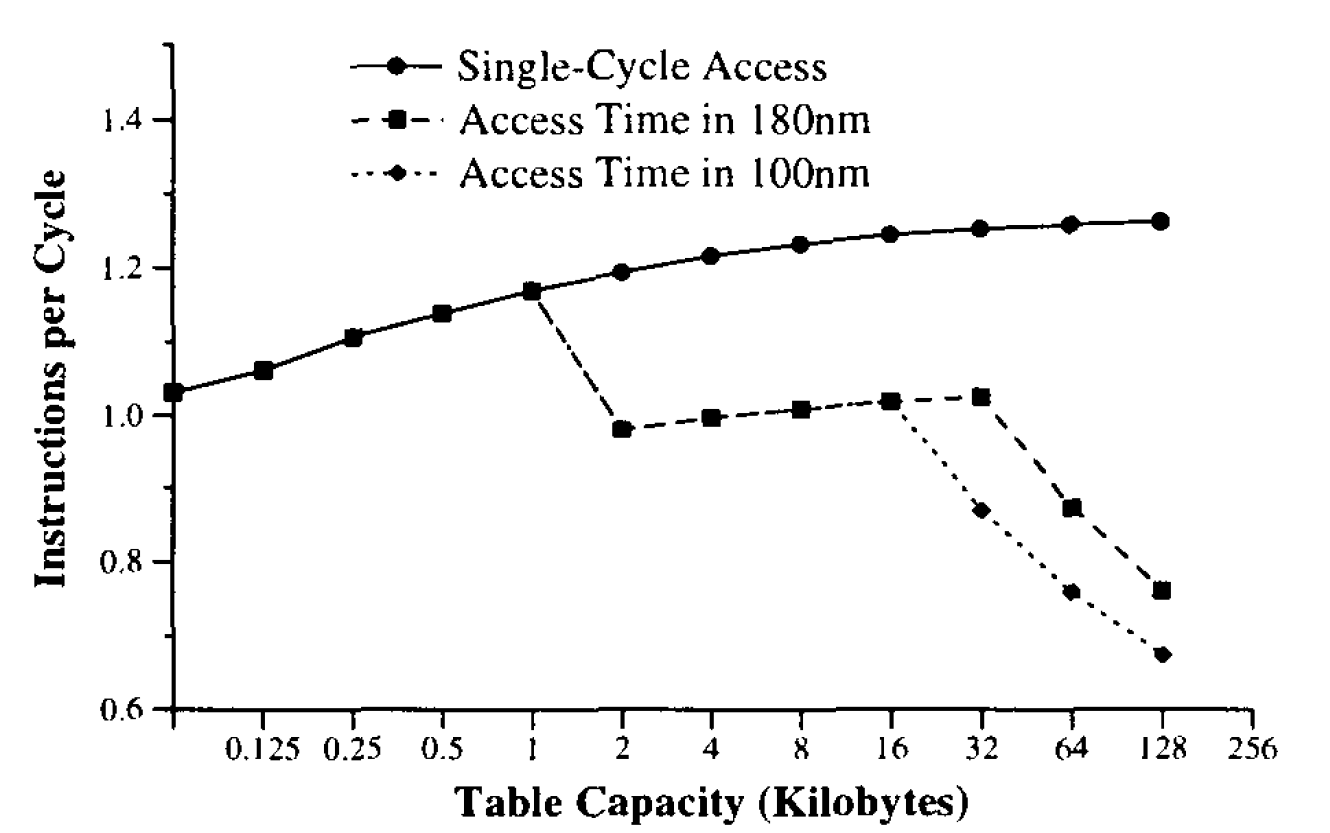 Single-Cycle Access
Access Time in 180nm
Access Time in 100nm
1.4
1.2
1.0
0.8
0.6
Instructions per Cycle
0.125 0.25 0.5 1 2 4 8 16 32 64 128 256
Table Capacity (Kilobytes)